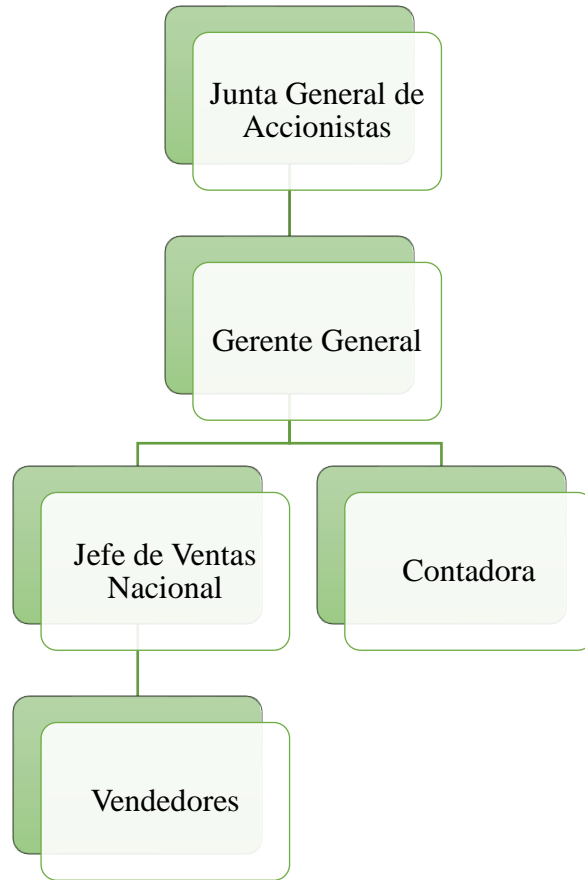 Junta General de
Accionistas
Gerente General
Jefe de Ventas
Nacional
Contadora
Vendedores